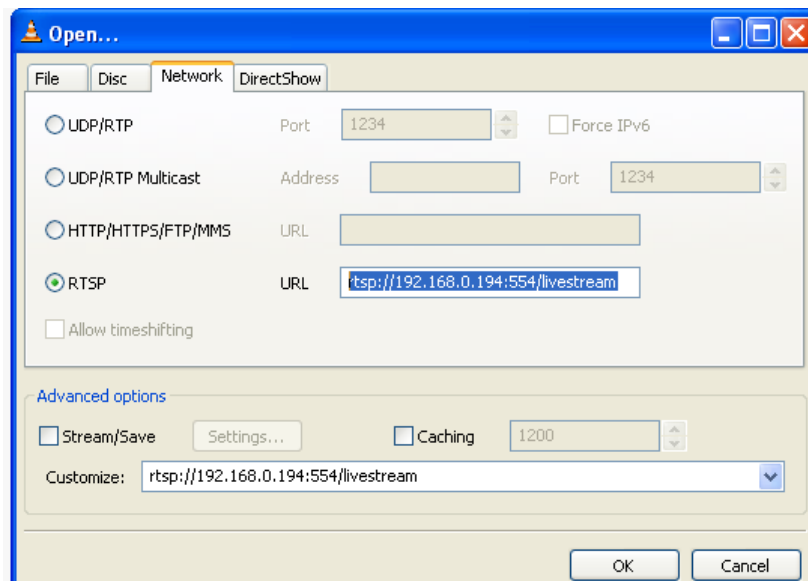 Open...
File Disc Network DirectShow
UDP/RTP Port 1234 Force IPv6
UDP/RTP Multicast Address Port 1234
HTTP/HTTPS/FTP/MMS URL
RTSP URL rtsp://192.168.0.194:554/livestream
Allow timeshifting
Advanced options
Stream/Save Settings... Caching 1200
Customize: rtsp://192.168.0.194:554/livestream
OK Cancel